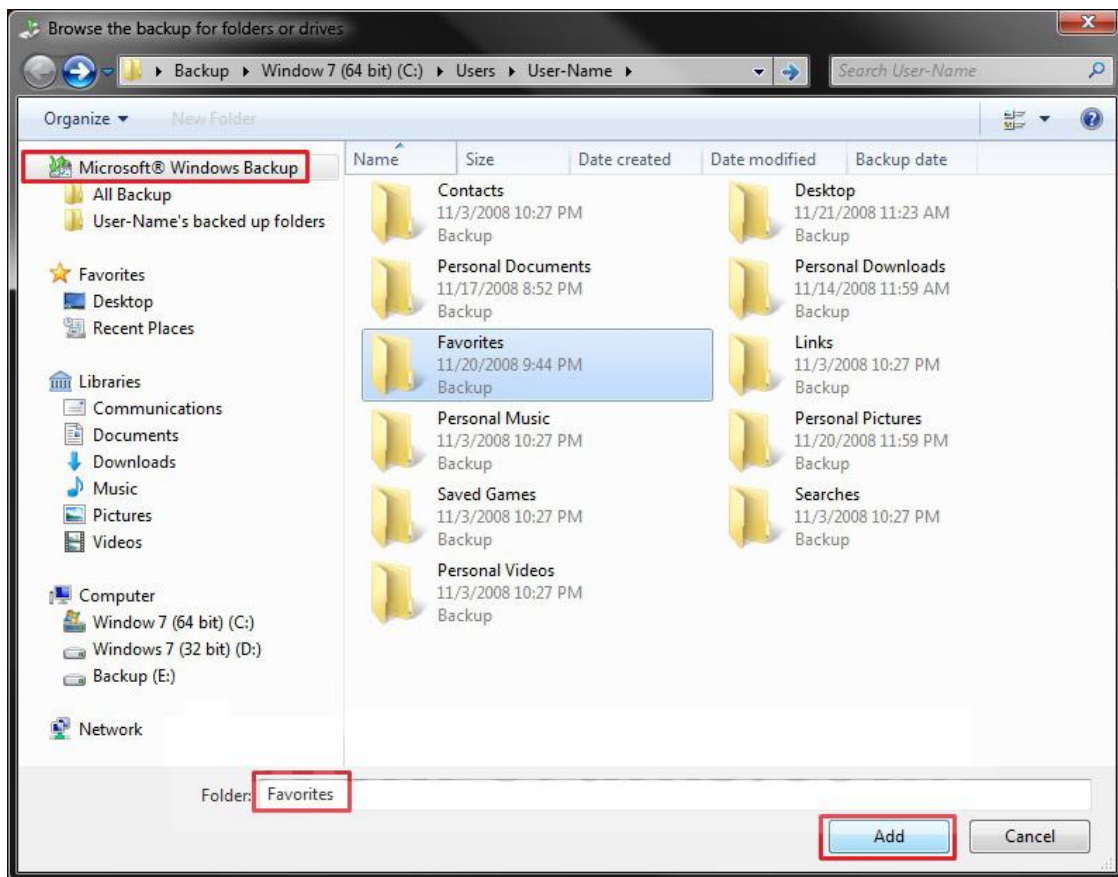 Browse the backup for folders or drives
Backup ▸ Window 7 (64 bit) (C:) ▸ Users ▸ User-Name ▸
Search User-Name
Organize
New Folder
Microsoft® Windows Backup
All Backup
User-Name's backed up folders
Favorites
Desktop
Recent Places
Libraries
Communications
Documents
Downloads
Music
Pictures
Videos
Computer
Window 7 (64 bit) (C:)
Windows 7 (32 bit) (D:)
Backup (E:)
Network
Name Size Date created Date modified Backup date
Contacts
11/3/2008 10:27 PM
Backup
Desktop
11/21/2008 11:23 AM
Backup
Personal Documents
11/17/2008 8:52 PM
Backup
Personal Downloads
11/14/2008 11:59 AM
Backup
Favorites
11/20/2008 9:44 PM
Backup
Links
11/3/2008 10:27 PM
Backup
Personal Music
11/3/2008 10:27 PM
Backup
Personal Pictures
11/20/2008 11:59 PM
Backup
Saved Games
11/3/2008 10:27 PM
Backup
Searches
11/3/2008 10:27 PM
Backup
Personal Videos
11/3/2008 10:27 PM
Backup
Folder: Favorites
Add
Cancel